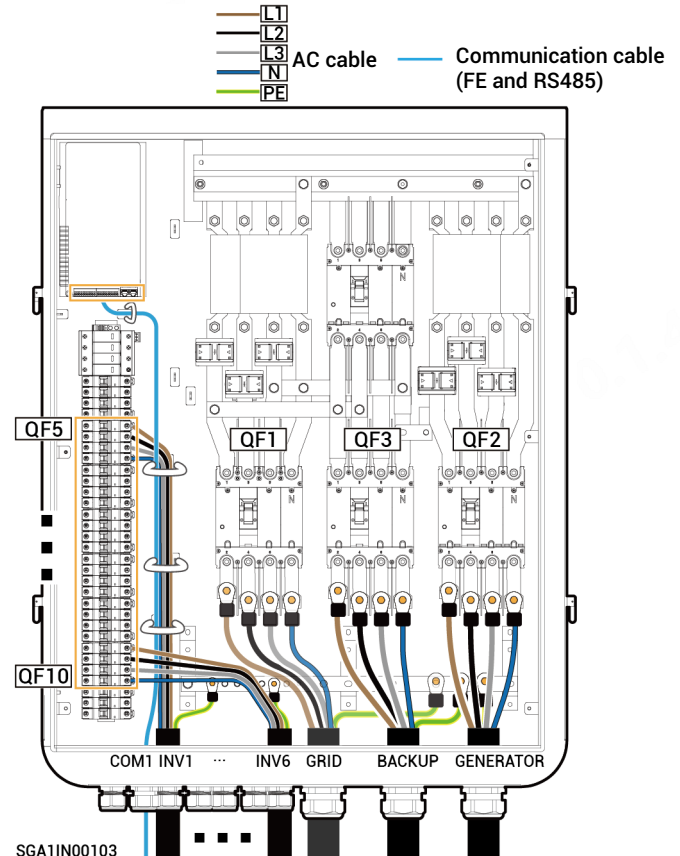 L1
L2
L3
N
PE
AC cable
Communication cable
(FE and RS485)
N
QF5
QF1
QF3
QF2
N
N
N
QF10
COM1 INV1 ... INV6 GRID BACKUP GENERATOR
SGA1IN00103